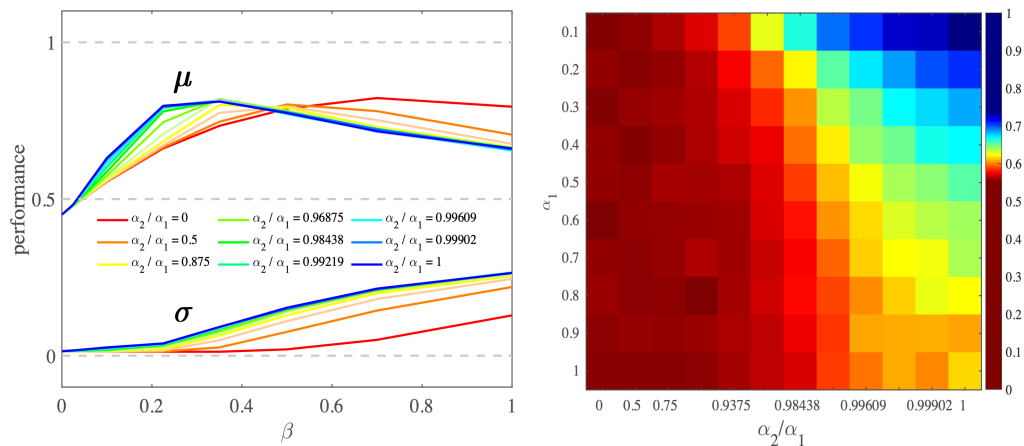 1
0.5
0
performance
μ
α2 / α1 = 0
α2 / α1 = 0.96875
α2 / α1 = 0.99609
α2 / α1 = 0.5
α2 / α1 = 0.98438
α2 / α1 = 0.99902
α2 / α1 = 0.875
α2 / α1 = 0.99219
α2 / α1 = 1
σ
0 0.2 0.4 0.6 0.8 1
β
0.1
0.2
0.3
0.4
0.5
0.6
0.7
0.8
0.9
1
α1
0 0.5 0.75 0.9375 0.98438 0.99609 0.99902 1
α2/α1
1
0.9
0.8
0.7
0.6
0.5
0.4
0.3
0.2
0.1
0